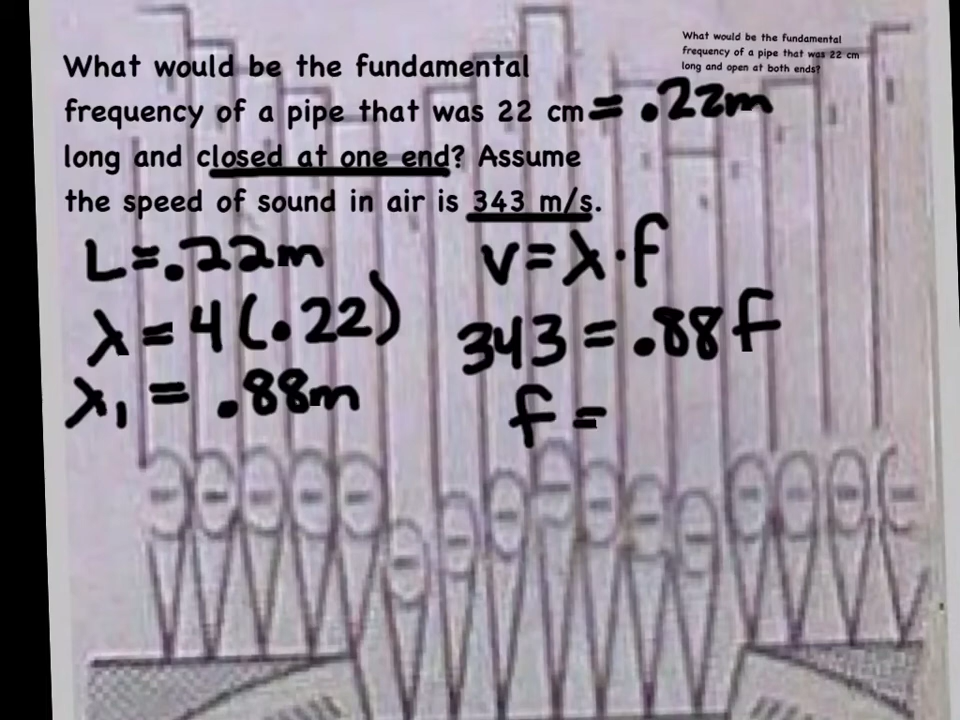 What would be the fundamental
frequency of a pipe that was 22 cm
long and open at both ends?
What would be the fundamental
frequency of a pipe that was 22 cm = .22m
long and closed at one end? Assume
the speed of sound in air is 343 m/s.
L = .22m
λ = 4(.22)
λ₁ = .88m
v = λ · f
343 = .88 f
f =